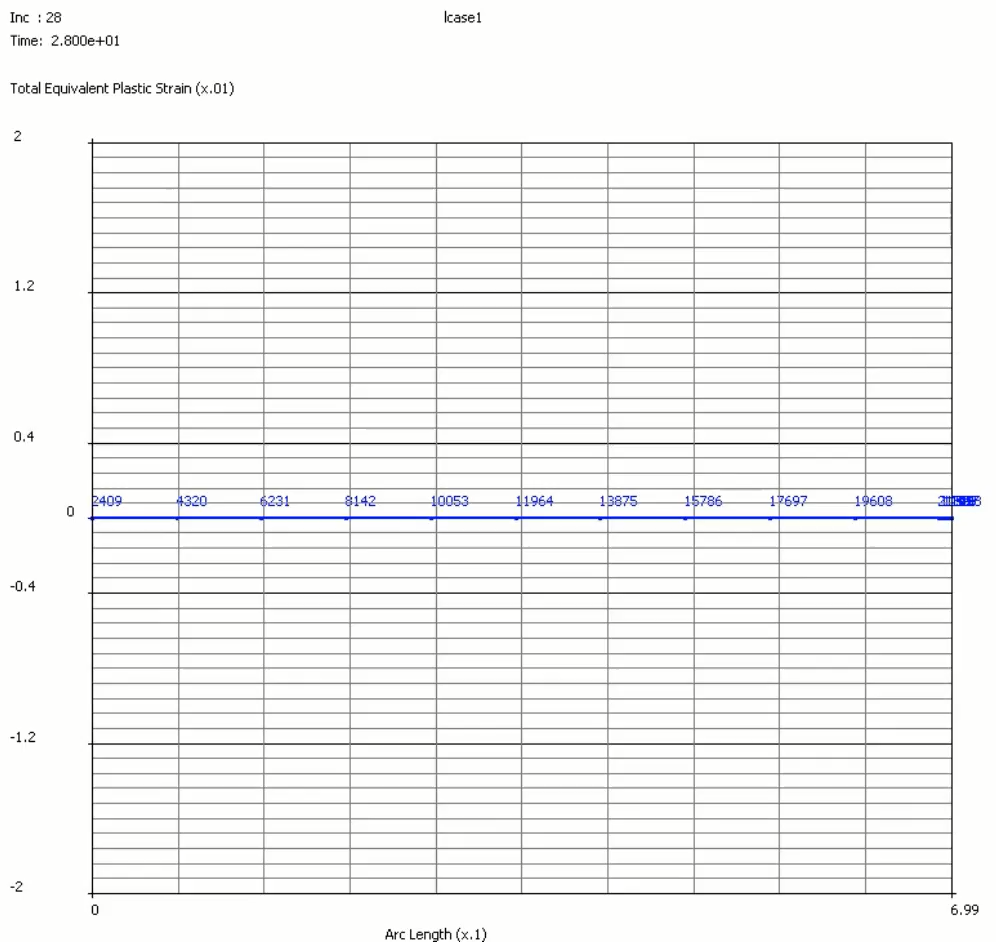 Inc : 28
lcase1
Time: 2.800e+01
Total Equivalent Plastic Strain (x.01)
2
1.2
0.4
2409 4320 6231 8142 10053 11964 13875 15786 17697 19608
0
-0.4
-1.2
-2
0
6.99
Arc Length (x.1)